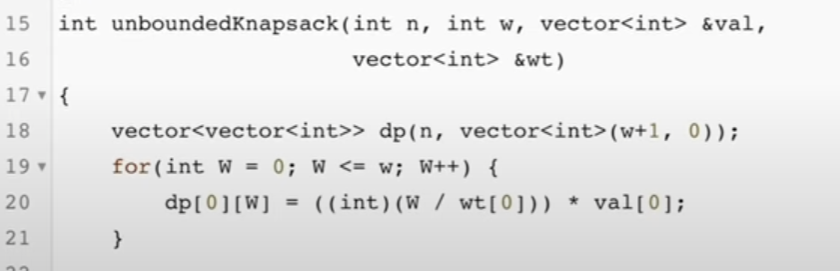 15 int unboundedKnapsack(int n, int w, vector<int> &val,
16                       vector<int> &wt)
17 {
18     vector<vector<int>> dp(n, vector<int>(w+1, 0));
19     for(int W = 0; W <= w; W++) {
20         dp[0][W] = ((int)(W / wt[0])) * val[0];
21     }